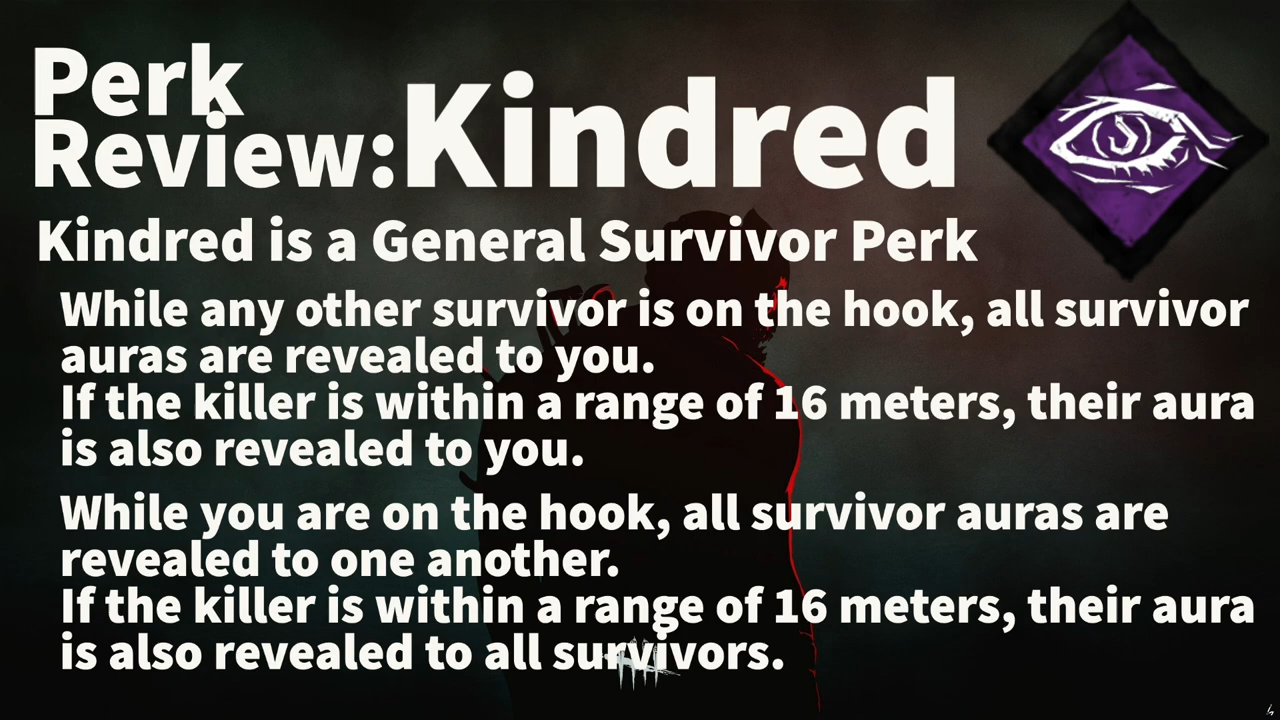 Perk
Review: Kindred
Kindred is a General Survivor Perk
While any other survivor is on the hook, all survivor
auras are revealed to you.
If the killer is within a range of 16 meters, their aura
is also revealed to you.
While you are on the hook, all survivor auras are
revealed to one another.
If the killer is within a range of 16 meters, their aura
is also revealed to all survivors.